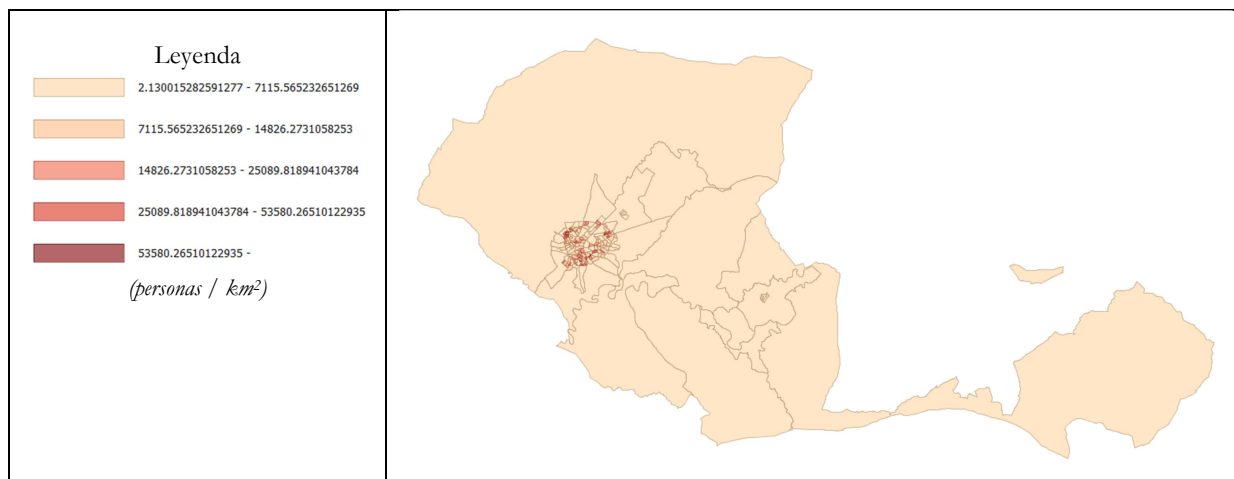 Leyenda
2.130015282591277 - 7115.565232651269
7115.565232651269 - 14826.2731058253
14826.2731058253 - 25089.818941043784
25089.818941043784 - 53580.26510122935
53580.26510122935 -
(personas / km²)